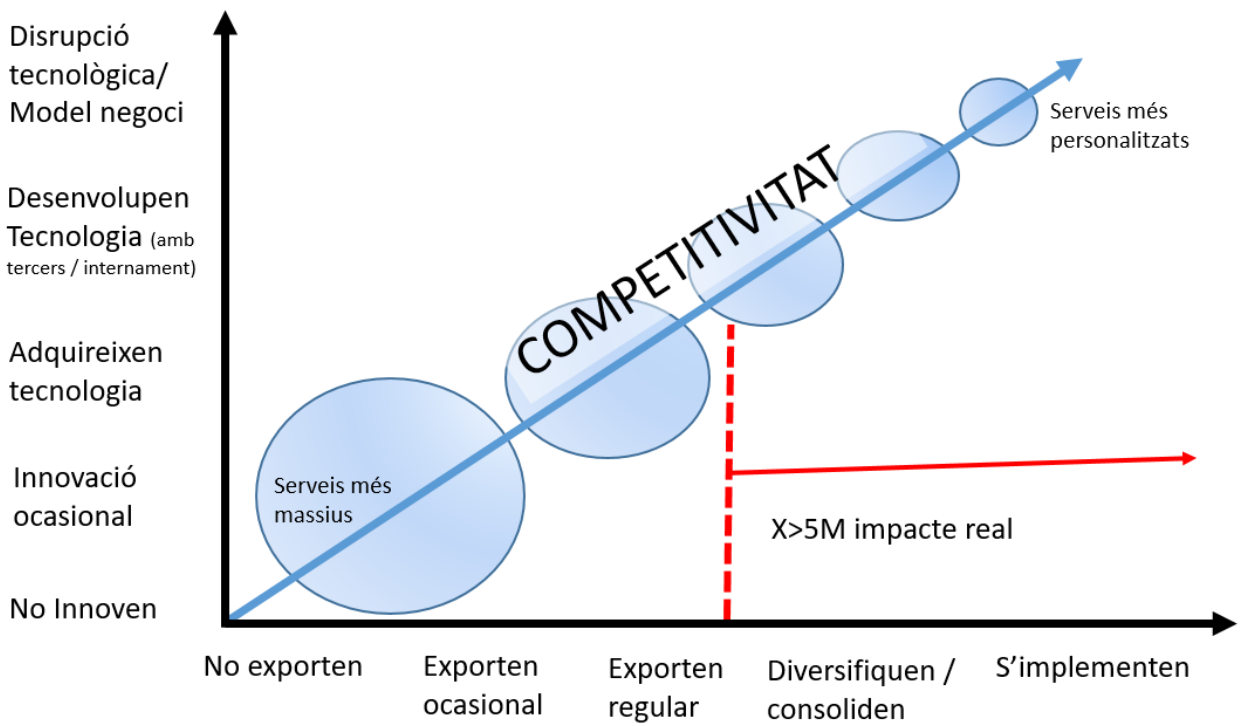 Disrupció
tecnològica/
Model negoci
Desenvolupen
Tecnologia (amb
tercers / internament)
Adquireixen
tecnologia
Innovació
ocasional
No Innoven
COMPETITIVITAT
Serveis més
personalitzats
Serveis més
massius
X>5M impacte real
No exporten
Exporten
ocasional
Exporten
regular
Diversifiquen /
consoliden
S’implementen